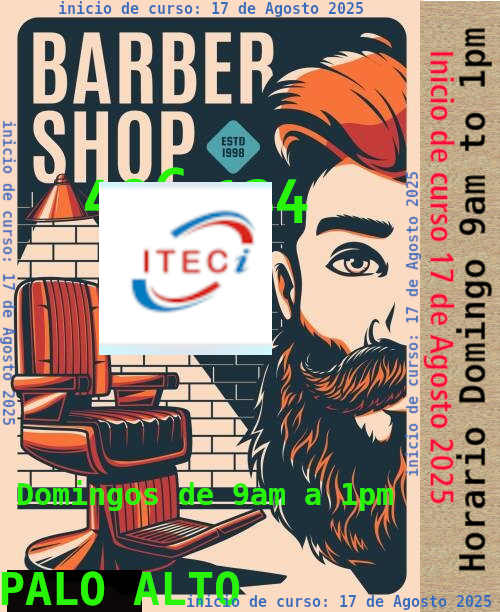 inicio de curso: 17 de Agosto 2025
BARBER
SHOP
ESTD
1998
ITECi
inicio de curso: 17 de Agosto 2025
inicio de curso: 17 de Agosto 2025
Inicio de curso 17 de Agosto 2025
Horario Domingo 9am to 1pm
Domingos de 9am a 1pm
PALO ALTO
inicio de curso: 17 de Agosto 2025